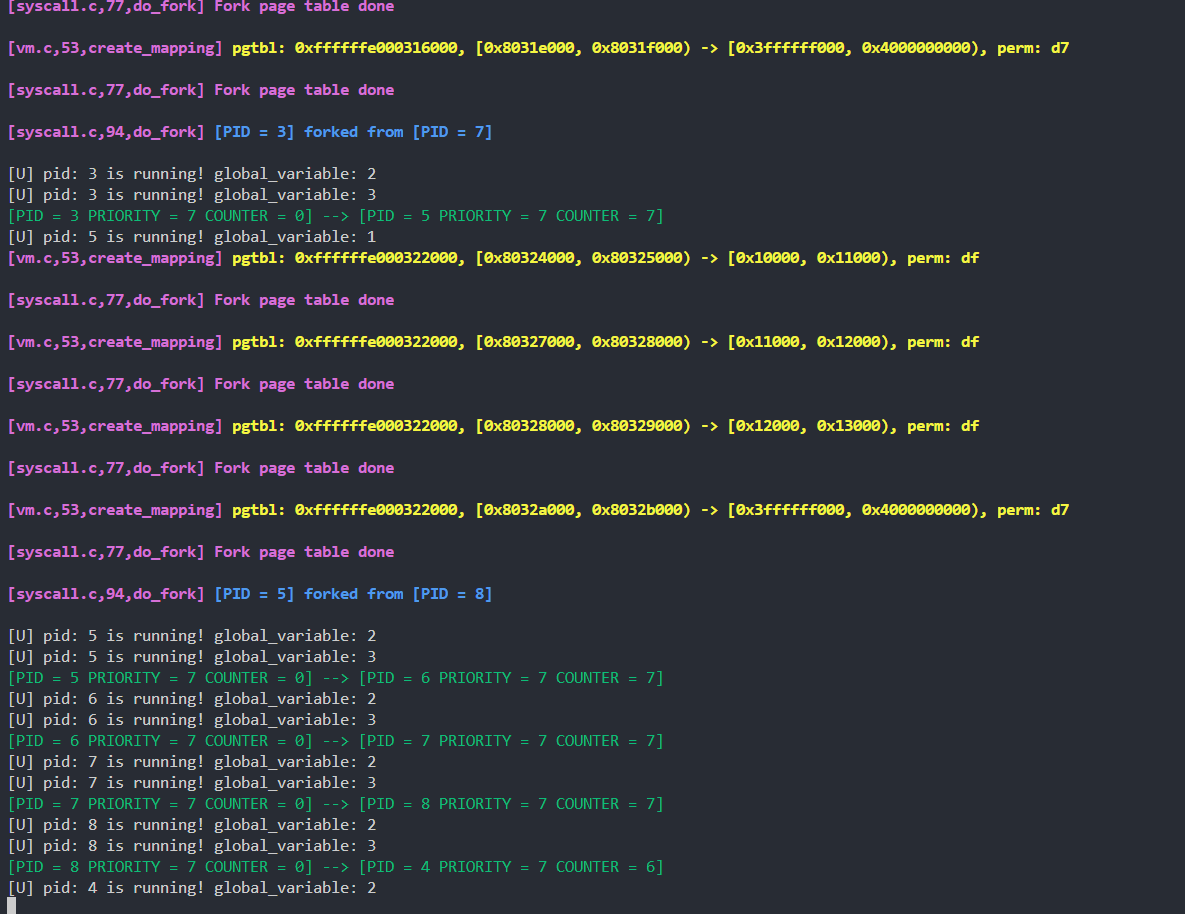 [syscall.c,77,do_fork] Fork page table done
[vm.c,53,create_mapping] pgtbl: 0xffffffe000316000, [0x8031e000, 0x8031f000) -> [0x3ffffff000, 0x4000000000), perm: d7
[syscall.c,77,do_fork] Fork page table done
[syscall.c,94,do_fork] [PID = 3] forked from [PID = 7]
[U] pid: 3 is running! global_variable: 2
[U] pid: 3 is running! global_variable: 3
[PID = 3 PRIORITY = 7 COUNTER = 0] --> [PID = 5 PRIORITY = 7 COUNTER = 7]
[U] pid: 5 is running! global_variable: 1
[vm.c,53,create_mapping] pgtbl: 0xffffffe000322000, [0x80324000, 0x80325000) -> [0x10000, 0x11000), perm: df
[syscall.c,77,do_fork] Fork page table done
[vm.c,53,create_mapping] pgtbl: 0xffffffe000322000, [0x80327000, 0x80328000) -> [0x11000, 0x12000), perm: df
[syscall.c,77,do_fork] Fork page table done
[vm.c,53,create_mapping] pgtbl: 0xffffffe000322000, [0x80328000, 0x80329000) -> [0x12000, 0x13000), perm: df
[syscall.c,77,do_fork] Fork page table done
[vm.c,53,create_mapping] pgtbl: 0xffffffe000322000, [0x8032a000, 0x8032b000) -> [0x3ffffff000, 0x4000000000), perm: d7
[syscall.c,77,do_fork] Fork page table done
[syscall.c,94,do_fork] [PID = 5] forked from [PID = 8]
[U] pid: 5 is running! global_variable: 2
[U] pid: 5 is running! global_variable: 3
[PID = 5 PRIORITY = 7 COUNTER = 0] --> [PID = 6 PRIORITY = 7 COUNTER = 7]
[U] pid: 6 is running! global_variable: 2
[U] pid: 6 is running! global_variable: 3
[PID = 6 PRIORITY = 7 COUNTER = 0] --> [PID = 7 PRIORITY = 7 COUNTER = 7]
[U] pid: 7 is running! global_variable: 2
[U] pid: 7 is running! global_variable: 3
[PID = 7 PRIORITY = 7 COUNTER = 0] --> [PID = 8 PRIORITY = 7 COUNTER = 7]
[U] pid: 8 is running! global_variable: 2
[U] pid: 8 is running! global_variable: 3
[PID = 8 PRIORITY = 7 COUNTER = 0] --> [PID = 4 PRIORITY = 7 COUNTER = 6]
[U] pid: 4 is running! global_variable: 2